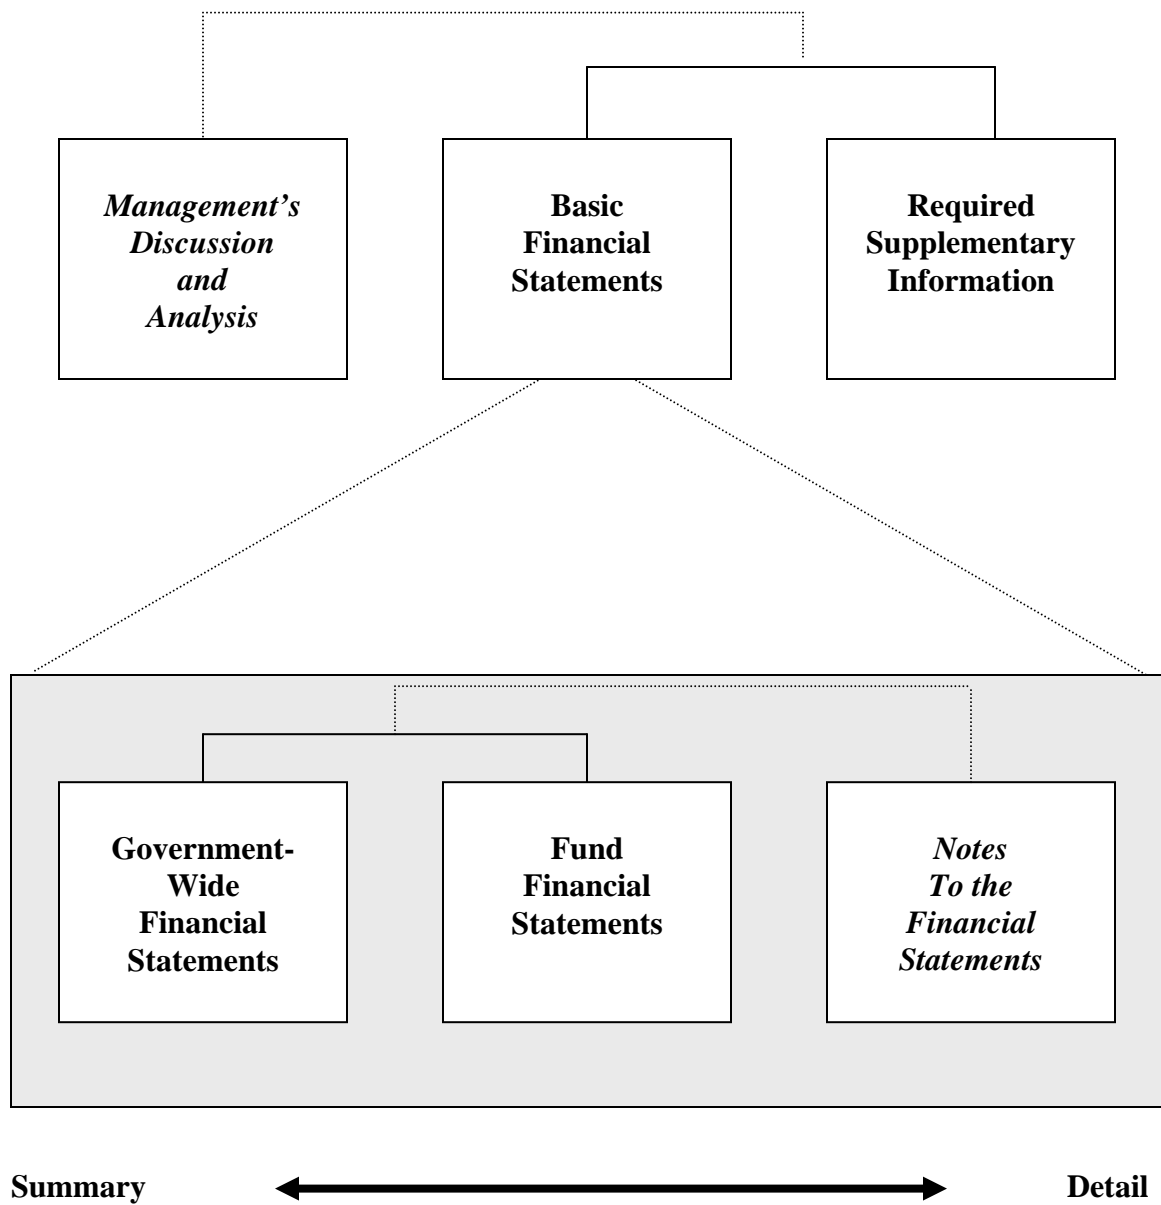 Management’s
Discussion
and
Analysis
Basic
Financial
Statements
Required
Supplementary
Information
Government-
Wide
Financial
Statements
Fund
Financial
Statements
Notes
To the
Financial
Statements
Summary
Detail